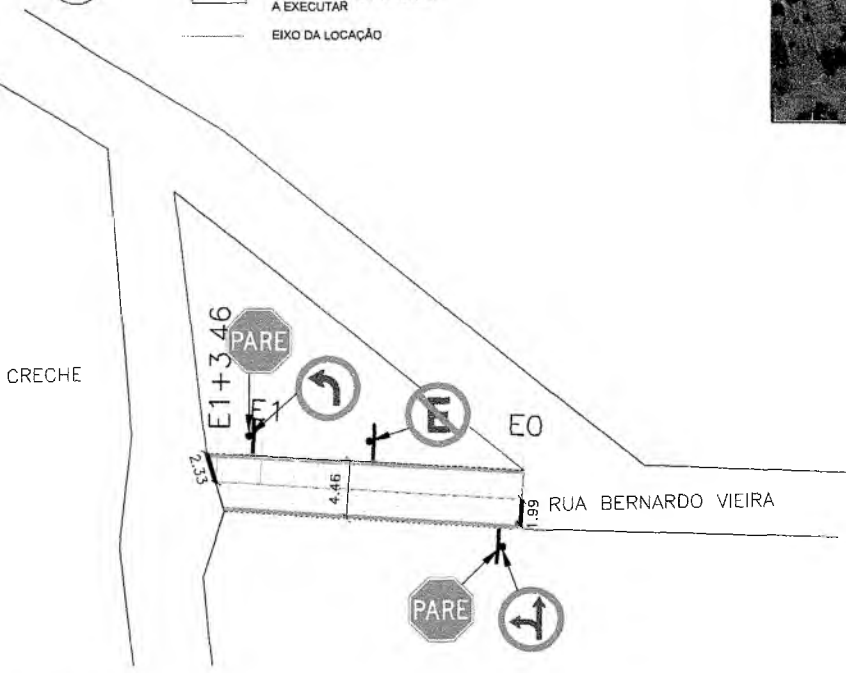 A EXECUTAR
EIXO DA LOCAÇÃO
E1+3.46
PARE
CRECHE
E1
E
E0
2.33
4.46
1.99
RUA BERNARDO VIEIRA
PARE